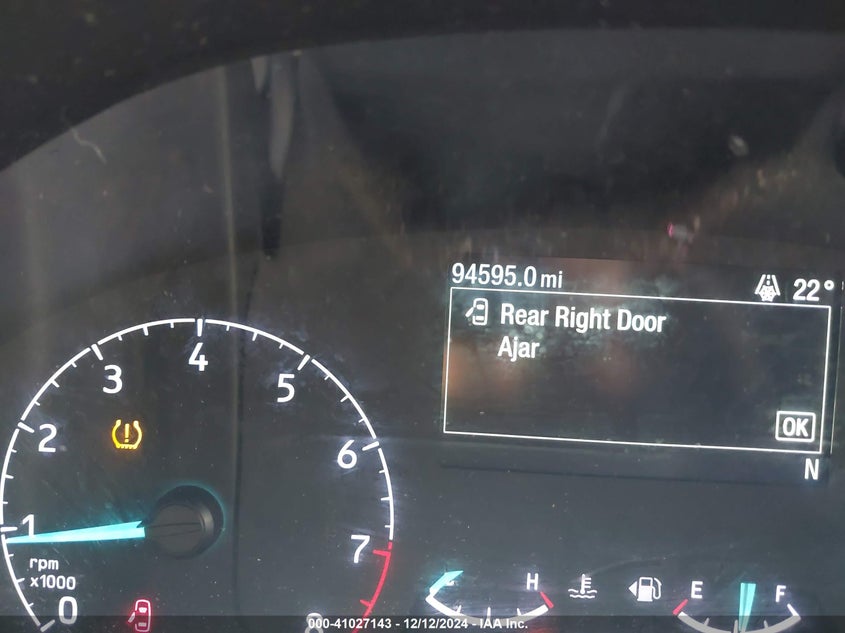 94595.0 mi
22°
Rear Right Door
Ajar
OK
N
4
3
5
2
6
1
7
rpm
x1000
0
8
H
E
F
000-41027143 - 12/12/2024 - IAA Inc.